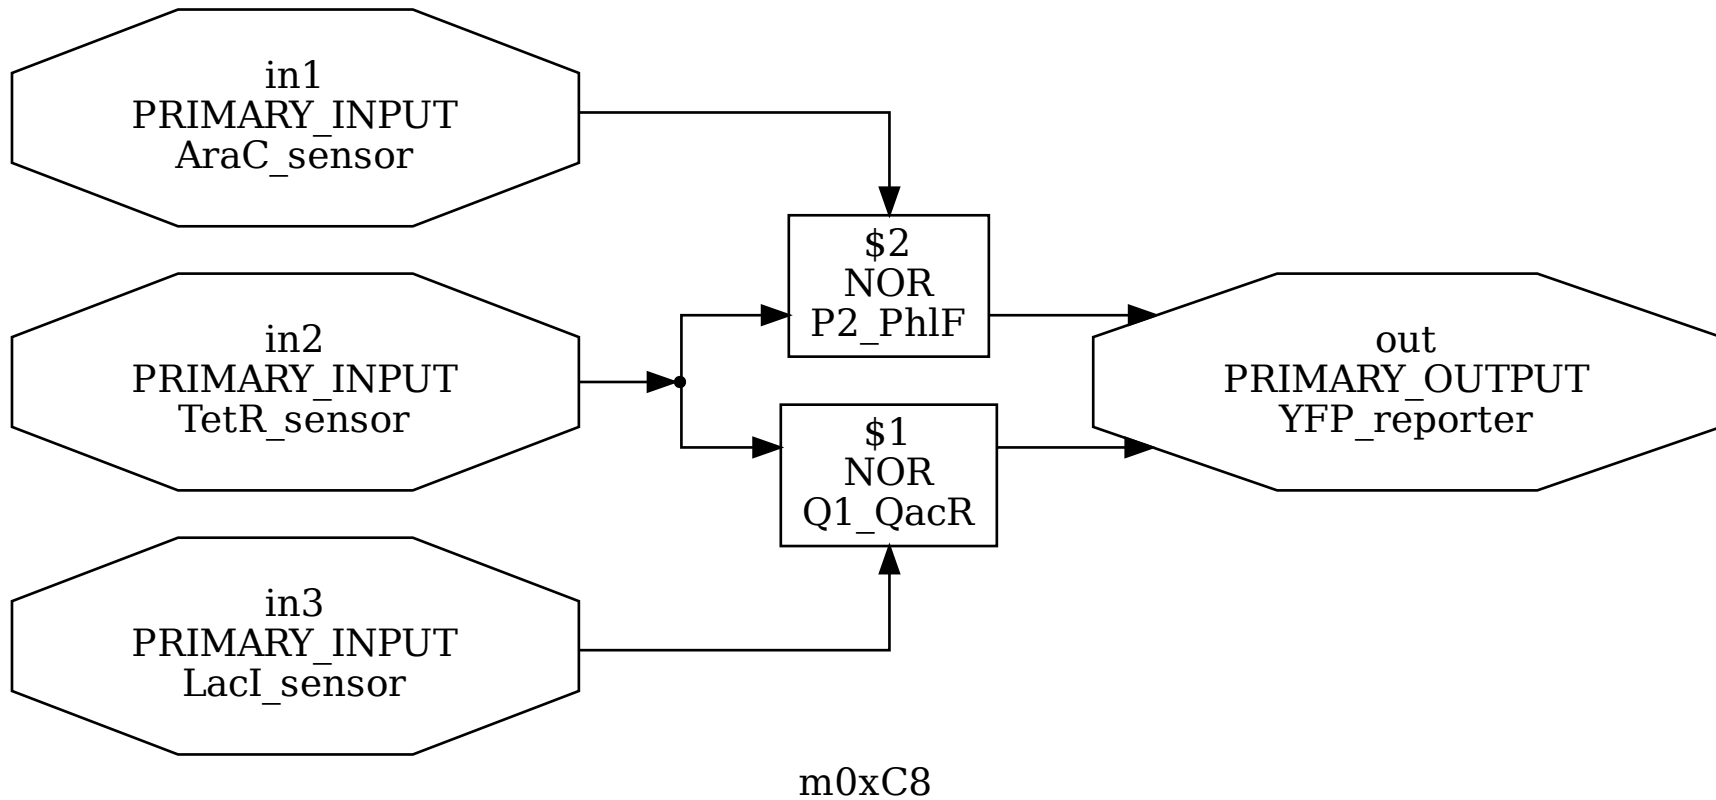 in1
PRIMARY_INPUT
AraC_sensor
$2
NOR
P2_PhlF
in2
PRIMARY_INPUT
TetR_sensor
out
PRIMARY_OUTPUT
YFP_reporter
$1
NOR
Q1_QacR
in3
PRIMARY_INPUT
LacI_sensor
m0xC8